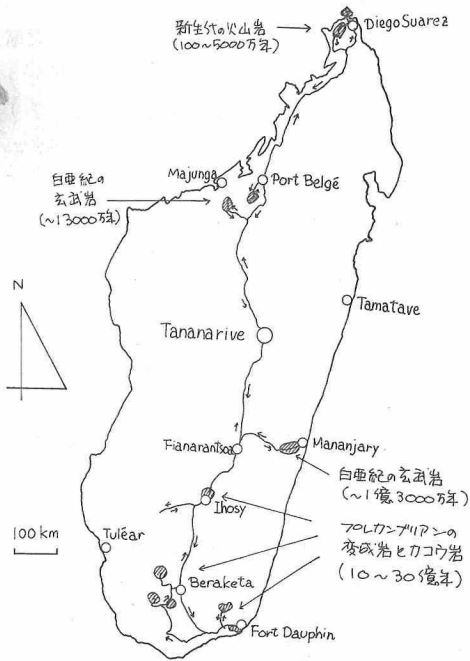 新生代の火山岩
(100～5000万年)
Diego Suarez
白亜紀の
玄武岩
(～13000万年)
Majunga
Port Belgé
N
Tamatave
Tananarive
Fianarantsoa
Mananjary
白亜紀の玄武岩
(～1億3000万年)
Ihosy
100 km
Tuléar
プレカンブリアンの
変成岩とカコウ岩
(10～30億年)
Beraketa
Fort Dauphin